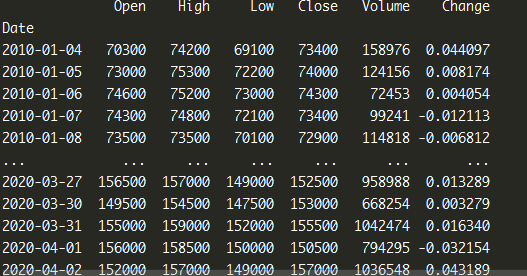 Open High Low Close Volume Change
Date
2010-01-04 70300 74200 69100 73400 158976 0.044097
2010-01-05 73000 75300 72200 74000 124156 0.008174
2010-01-06 74600 75200 73000 74300 72453 0.004054
2010-01-07 74300 74800 72100 73400 99241 -0.012113
2010-01-08 73500 73500 70100 72900 114818 -0.006812
... ... ... ... ... ... ...
2020-03-27 156500 157000 149000 152500 958988 0.013289
2020-03-30 149500 154500 147500 153000 668254 0.003279
2020-03-31 155000 159000 152000 155500 1042474 0.016340
2020-04-01 156000 158500 150000 150500 794295 -0.032154
2020-04-02 152000 157000 149000 157000 1036548 0.043189